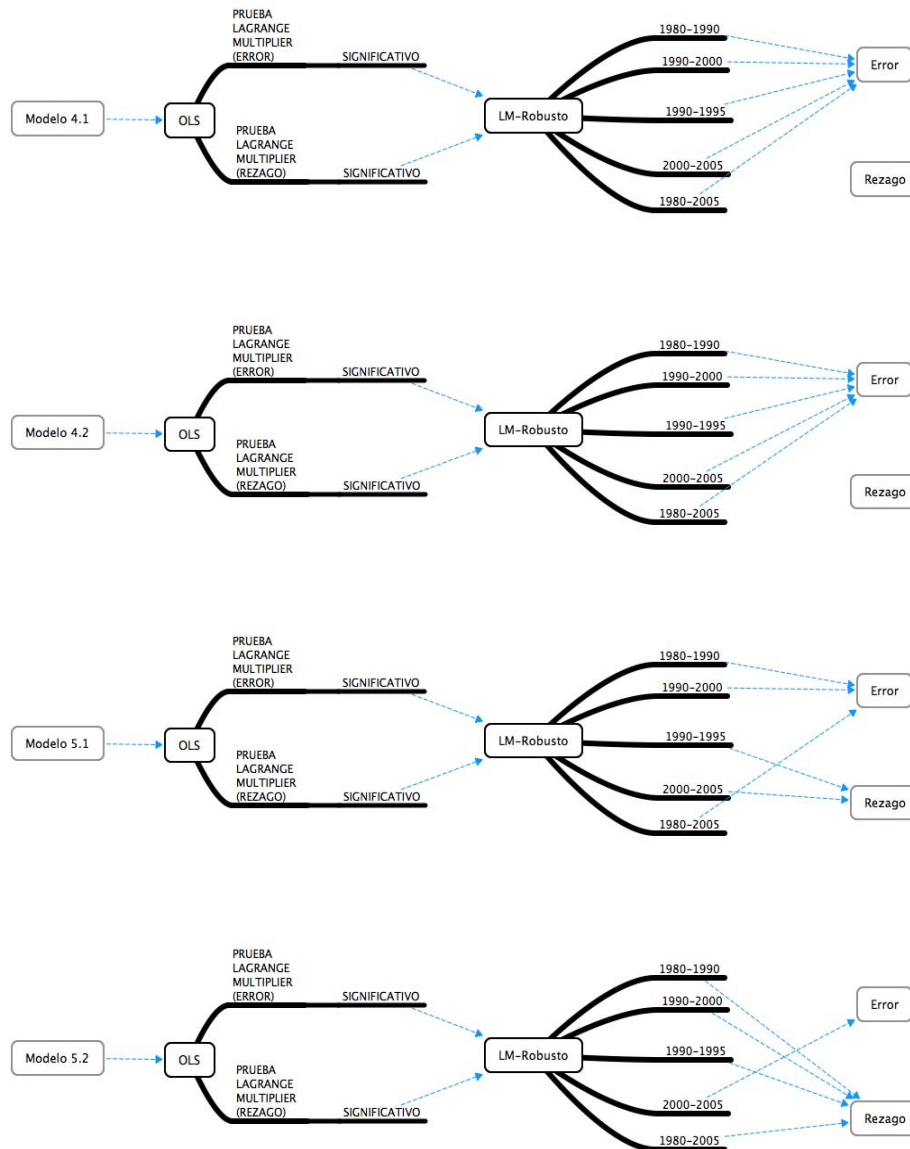 PRUEBA
LAGRANGE
MULTIPLIER
(ERROR)
SIGNIFICATIVO
Modelo 4.1
OLS
PRUEBA
LAGRANGE
MULTIPLIER
(REZAGO)
SIGNIFICATIVO
LM-Robusto
1980-1990
1990-2000
1990-1995
2000-2005
1980-2005
Error
Rezago
PRUEBA
LAGRANGE
MULTIPLIER
(ERROR)
SIGNIFICATIVO
Modelo 4.2
OLS
PRUEBA
LAGRANGE
MULTIPLIER
(REZAGO)
SIGNIFICATIVO
LM-Robusto
1980-1990
1990-2000
1990-1995
2000-2005
1980-2005
Error
Rezago
PRUEBA
LAGRANGE
MULTIPLIER
(ERROR)
SIGNIFICATIVO
Modelo 5.1
OLS
PRUEBA
LAGRANGE
MULTIPLIER
(REZAGO)
SIGNIFICATIVO
LM-Robusto
1980-1990
1990-2000
1990-1995
2000-2005
1980-2005
Error
Rezago
PRUEBA
LAGRANGE
MULTIPLIER
(ERROR)
SIGNIFICATIVO
Modelo 5.2
OLS
PRUEBA
LAGRANGE
MULTIPLIER
(REZAGO)
SIGNIFICATIVO
LM-Robusto
1980-1990
1990-2000
1990-1995
2000-2005
1980-2005
Error
Rezago